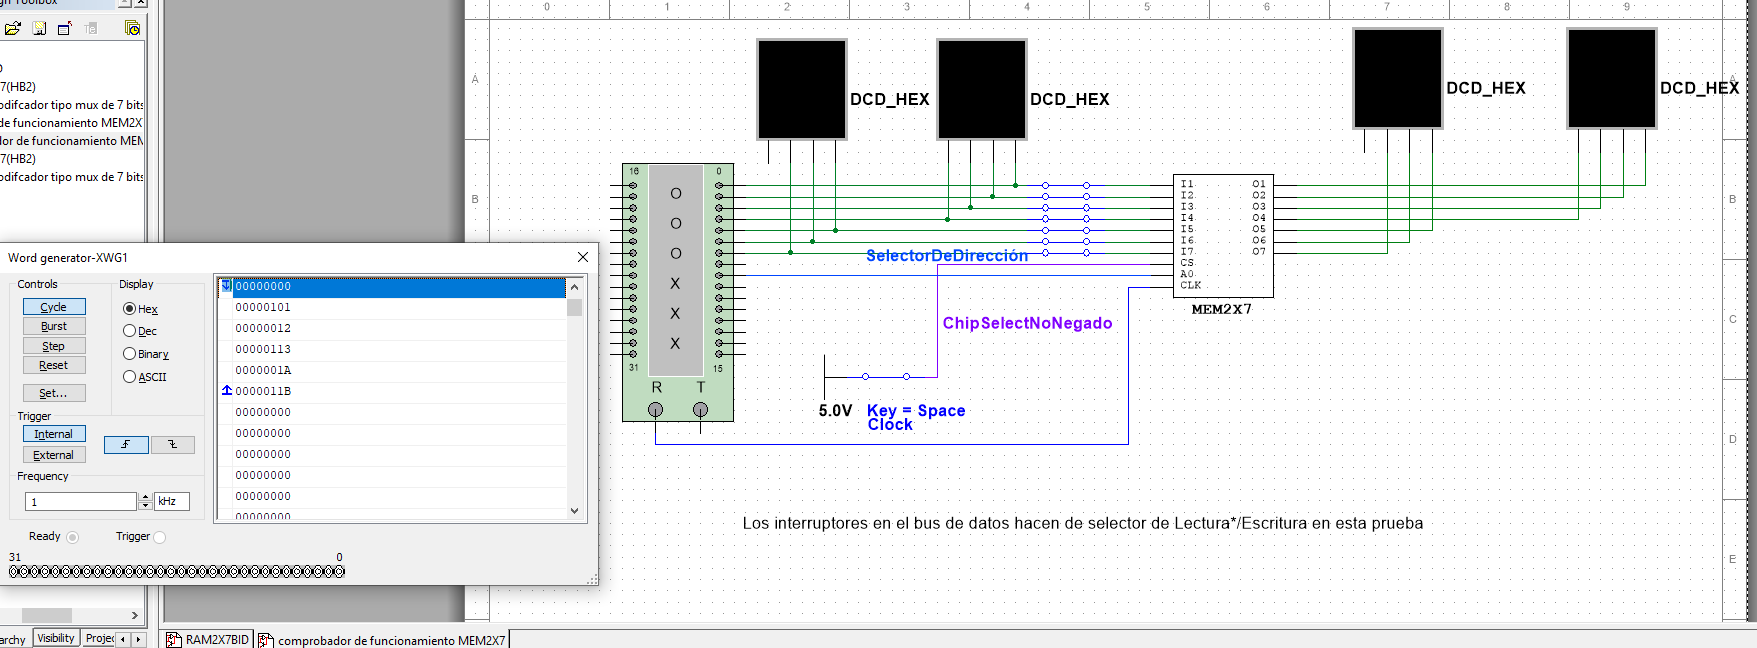 gn Toolbox
7(HB2)
odifcador tipo mux de 7 bits
de funcionamiento MEM2X
or de funcionamiento MEM
7(HB2)
odifcador tipo mux de 7 bits
0 1 2 3 4 5 6 7 8 9
A
B
C
D
E
A
B
C
D
E
DCD_HEX
DCD_HEX
DCD_HEX
DCD_HEX
16 0
O
O
O
X
X
X
31 15
R T
I1 O1
I2 O2
I3 O3
I4 O4
I5 O5
I6 O6
I7 O7
CS
A0
CLK
MEM2X7
SelectorDeDirección
ChipSelectNoNegado
5.0V
Key = Space
Clock
Los interruptores en el bus de datos hacen de selector de Lectura*/Escritura en esta prueba
Word generator-XWG1
Controls
Cycle
Burst
Step
Reset
Set...
Display
Hex
Dec
Binary
ASCII
Trigger
Internal
External
Frequency
1 kHz
Ready Trigger
31 0
00000000
00000101
00000012
00000113
0000001A
0000011B
00000000
00000000
00000000
00000000
00000000
00000000
archy Visibility Projec
RAM2X7BID comprobador de funcionamiento MEM2X7